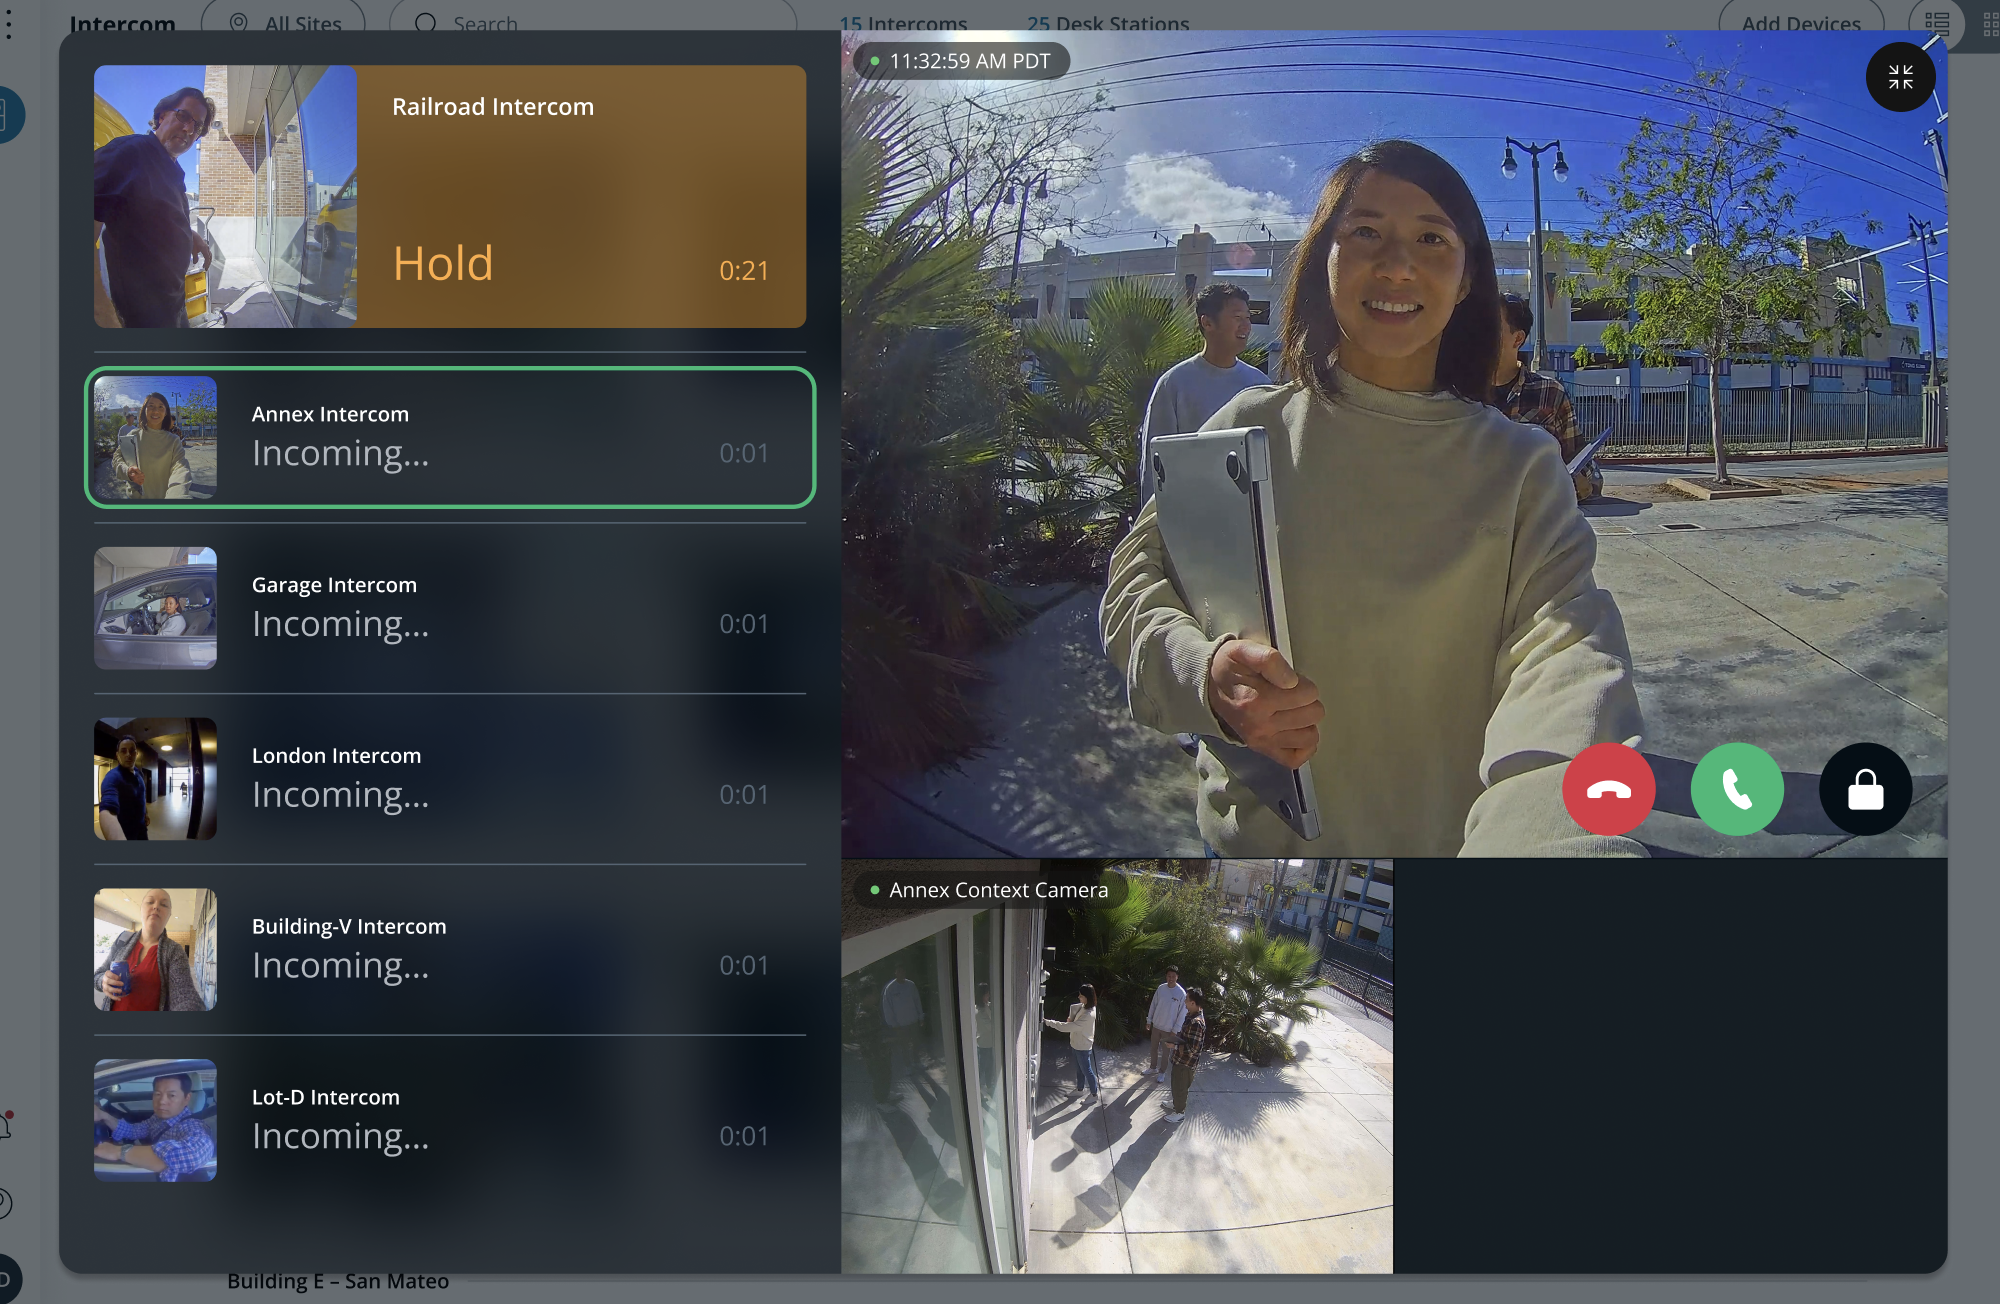 Intercom
All Sites
Search
15 Intercoms
25 Desk Stations
Add Devices
Railroad Intercom
Hold
0:21
Annex Intercom
Incoming...
0:01
Garage Intercom
Incoming...
0:01
London Intercom
Incoming...
0:01
Building-V Intercom
Incoming...
0:01
Lot-D Intercom
Incoming...
0:01
11:32:59 AM PDT
Annex Context Camera
D
Building E – San Mateo